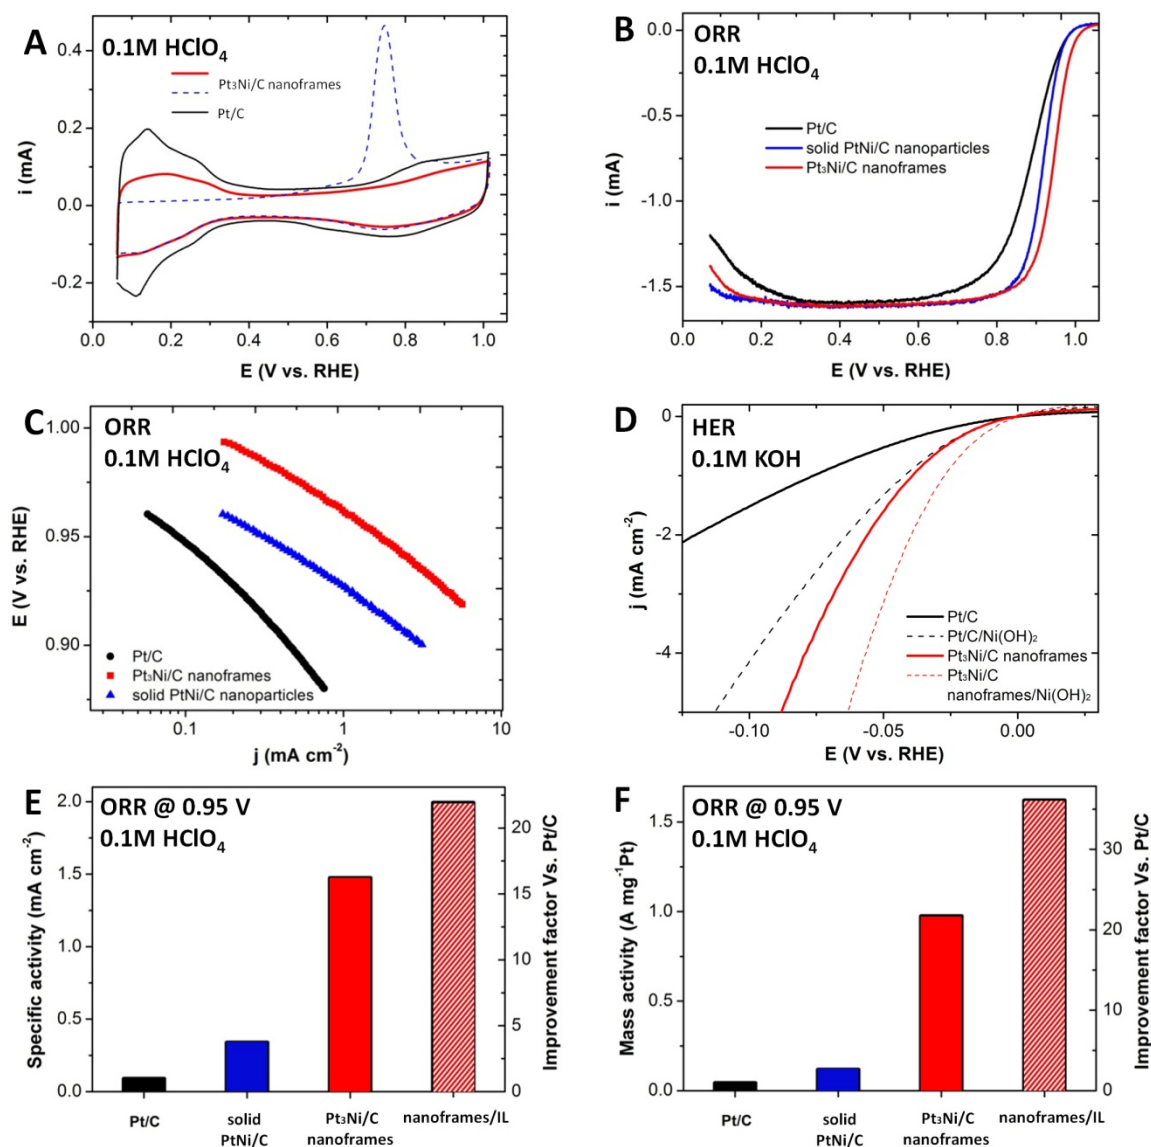 A
0.1M HClO₄
Pt₃Ni/C nanoframes
Pt/C
i (mA)
0.4
0.2
0.0
-0.2
0.0 0.2 0.4 0.6 0.8 1.0
E (V vs. RHE)
B
ORR
0.1M HClO₄
Pt/C
solid PtNi/C nanoparticles
Pt₃Ni/C nanoframes
i (mA)
0.0
-0.5
-1.0
-1.5
0.0 0.2 0.4 0.6 0.8 1.0
E (V vs. RHE)
C
ORR
0.1M HClO₄
E (V vs. RHE)
1.00
0.95
0.90
Pt/C
Pt₃Ni/C nanoframes
solid PtNi/C nanoparticles
0.1 1 10
j (mA cm⁻²)
D
HER
0.1M KOH
j (mA cm⁻²)
0
-2
-4
Pt/C
Pt/C/Ni(OH)₂
Pt₃Ni/C nanoframes
Pt₃Ni/C
nanoframes/Ni(OH)₂
-0.10 -0.05 0.00
E (V vs. RHE)
E
ORR @ 0.95 V
0.1M HClO₄
Specific activity (mA cm⁻²)
2.0
1.5
1.0
0.5
0.0
20
15
10
5
0
Improvement factor Vs. Pt/C
Pt/C solid Pt₃Ni/C nanoframes/IL
PtNi/C nanoframes
F
ORR @ 0.95 V
0.1M HClO₄
Mass activity (A mg⁻¹Pt)
1.5
1.0
0.5
0.0
30
20
10
0
Improvement factor Vs. Pt/C
Pt/C solid Pt₃Ni/C nanoframes/IL
PtNi/C nanoframes